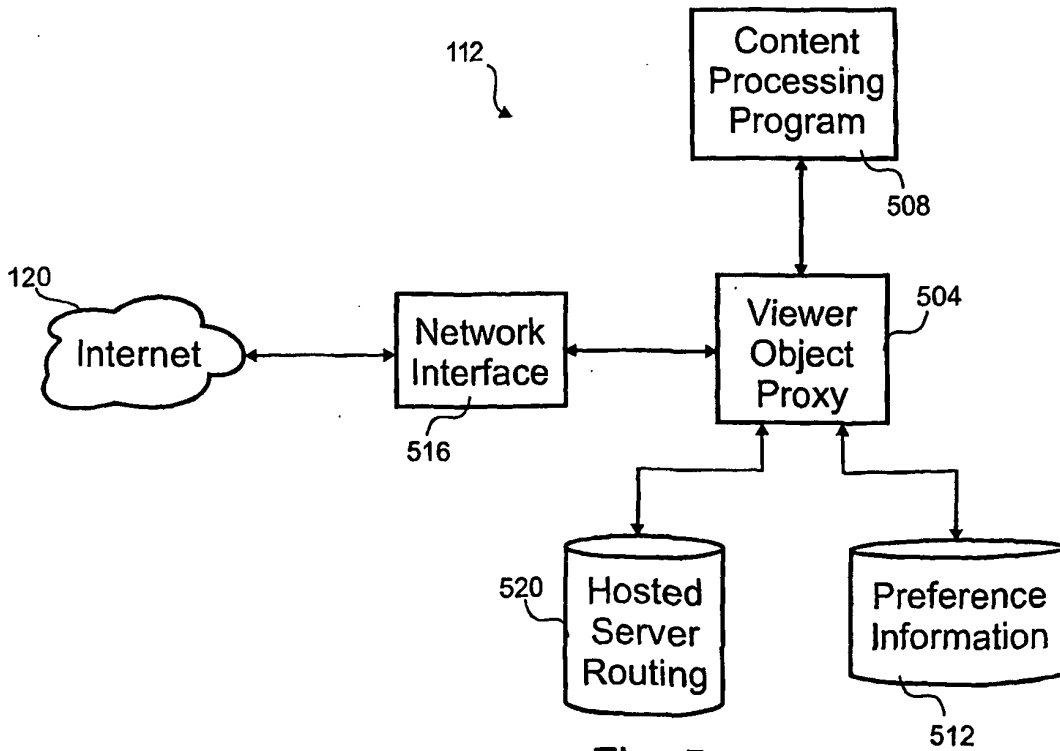 112
Content
Processing
Program
508
120
Internet
Network
Interface
516
Viewer
Object
Proxy
504
520
Hosted
Server
Routing
Preference
Information
512